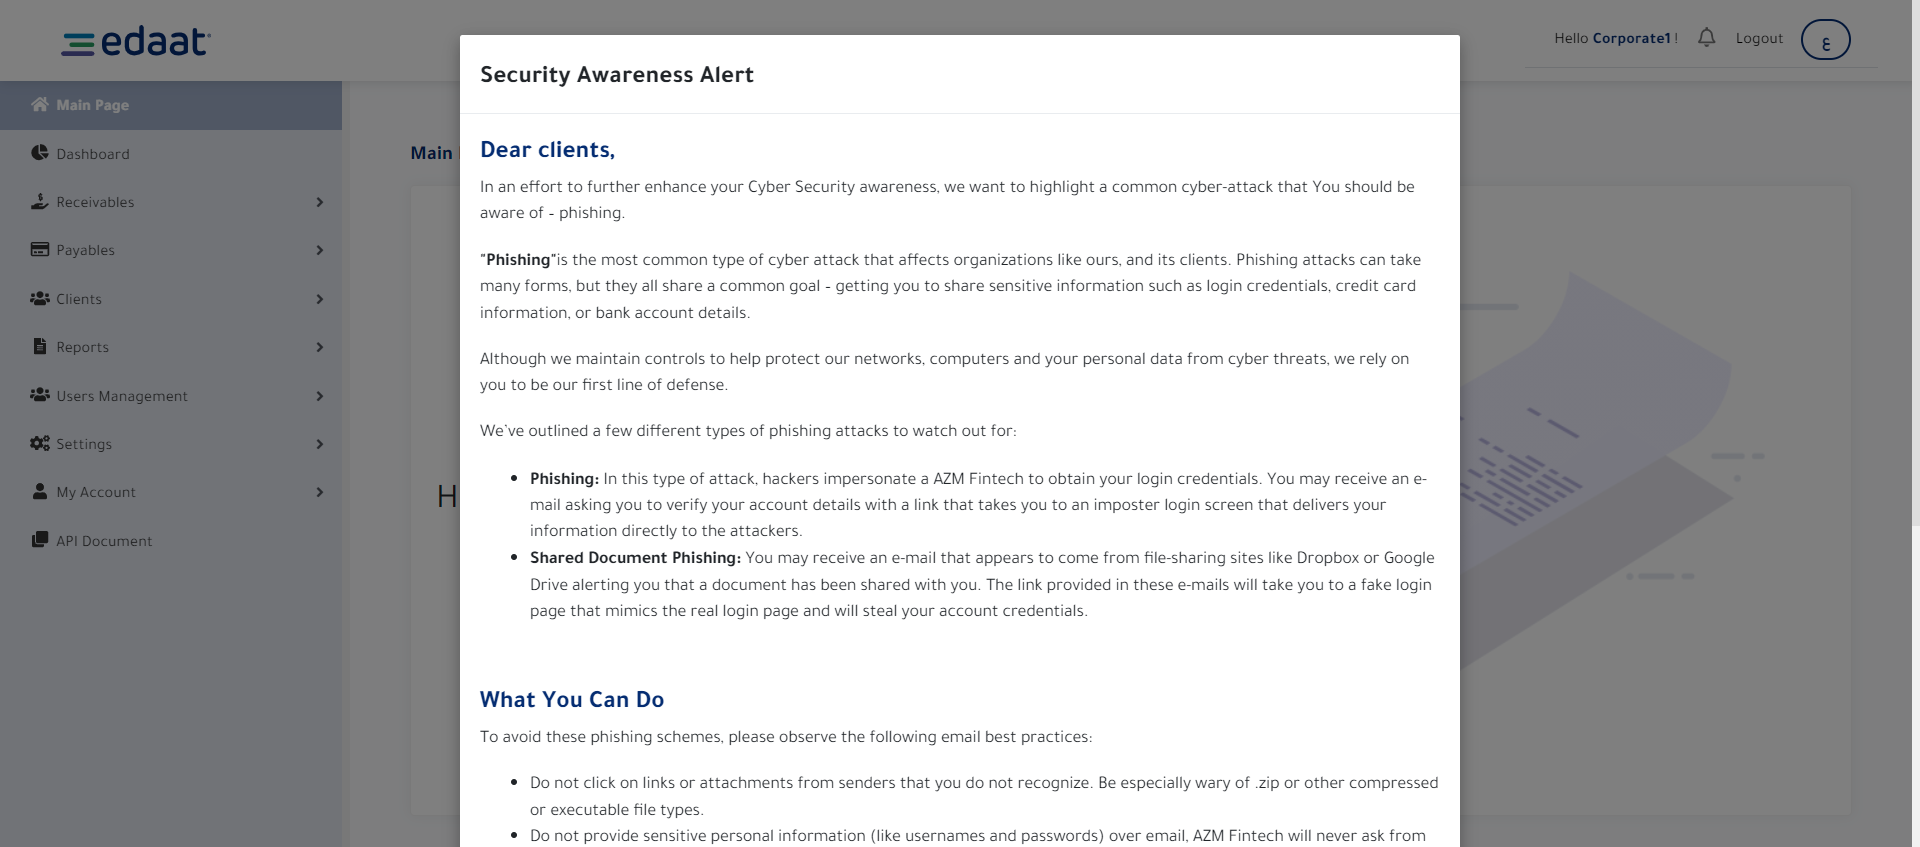 edaat
Hello Corporate1 !
Logout
ع
Main Page
Dashboard
Receivables
Payables
Clients
Reports
Users Management
Settings
My Account
API Document
Main
H
Security Awareness Alert
Dear clients,
In an effort to further enhance your Cyber Security awareness, we want to highlight a common cyber-attack that You should be
aware of - phishing.
"Phishing"is the most common type of cyber attack that affects organizations like ours, and its clients. Phishing attacks can take
many forms, but they all share a common goal - getting you to share sensitive information such as login credentials, credit card
information, or bank account details.
Although we maintain controls to help protect our networks, computers and your personal data from cyber threats, we rely on
you to be our first line of defense.
We've outlined a few different types of phishing attacks to watch out for:
• Phishing: In this type of attack, hackers impersonate a AZM Fintech to obtain your login credentials. You may receive an e-
mail asking you to verify your account details with a link that takes you to an imposter login screen that delivers your
information directly to the attackers.
• Shared Document Phishing: You may receive an e-mail that appears to come from file-sharing sites like Dropbox or Google
Drive alerting you that a document has been shared with you. The link provided in these e-mails will take you to a fake login
page that mimics the real login page and will steal your account credentials.
What You Can Do
To avoid these phishing schemes, please observe the following email best practices:
• Do not click on links or attachments from senders that you do not recognize. Be especially wary of .zip or other compressed
or executable file types.
• Do not provide sensitive personal information (like usernames and passwords) over email, AZM Fintech will never ask from